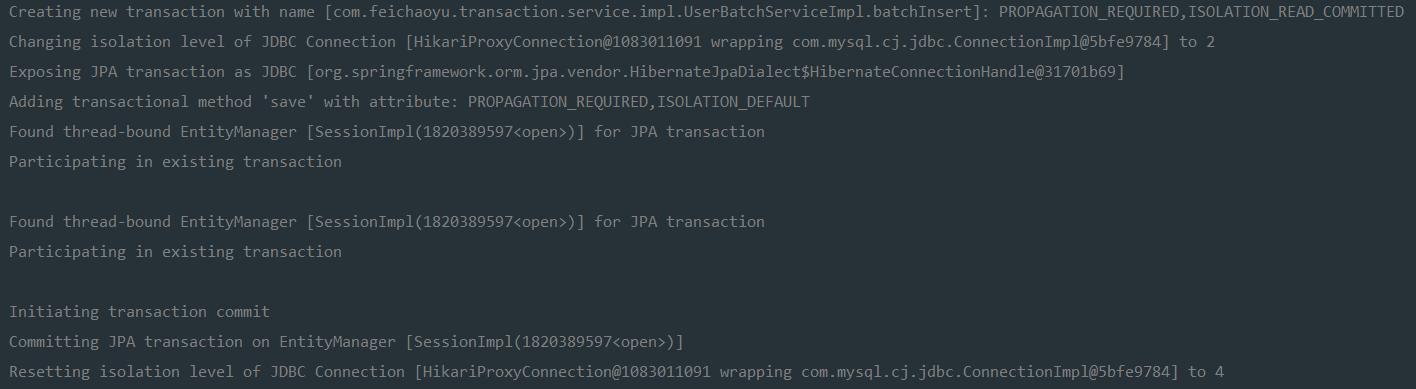 Creating new transaction with name [com.feichaoyu.transaction.service.impl.UserBatchServiceImpl.batchInsert]: PROPAGATION_REQUIRED,ISOLATION_READ_COMMITTED
Changing isolation level of JDBC Connection [HikariProxyConnection@1083011091 wrapping com.mysql.cj.jdbc.ConnectionImpl@5bfe9784] to 2
Exposing JPA transaction as JDBC [org.springframework.orm.jpa.vendor.HibernateJpaDialect$HibernateConnectionHandle@31701b69]
Adding transactional method 'save' with attribute: PROPAGATION_REQUIRED,ISOLATION_DEFAULT
Found thread-bound EntityManager [SessionImpl(1820389597<open>)] for JPA transaction
Participating in existing transaction
Found thread-bound EntityManager [SessionImpl(1820389597<open>)] for JPA transaction
Participating in existing transaction
Initiating transaction commit
Committing JPA transaction on EntityManager [SessionImpl(1820389597<open>)]
Resetting isolation level of JDBC Connection [HikariProxyConnection@1083011091 wrapping com.mysql.cj.jdbc.ConnectionImpl@5bfe9784] to 4